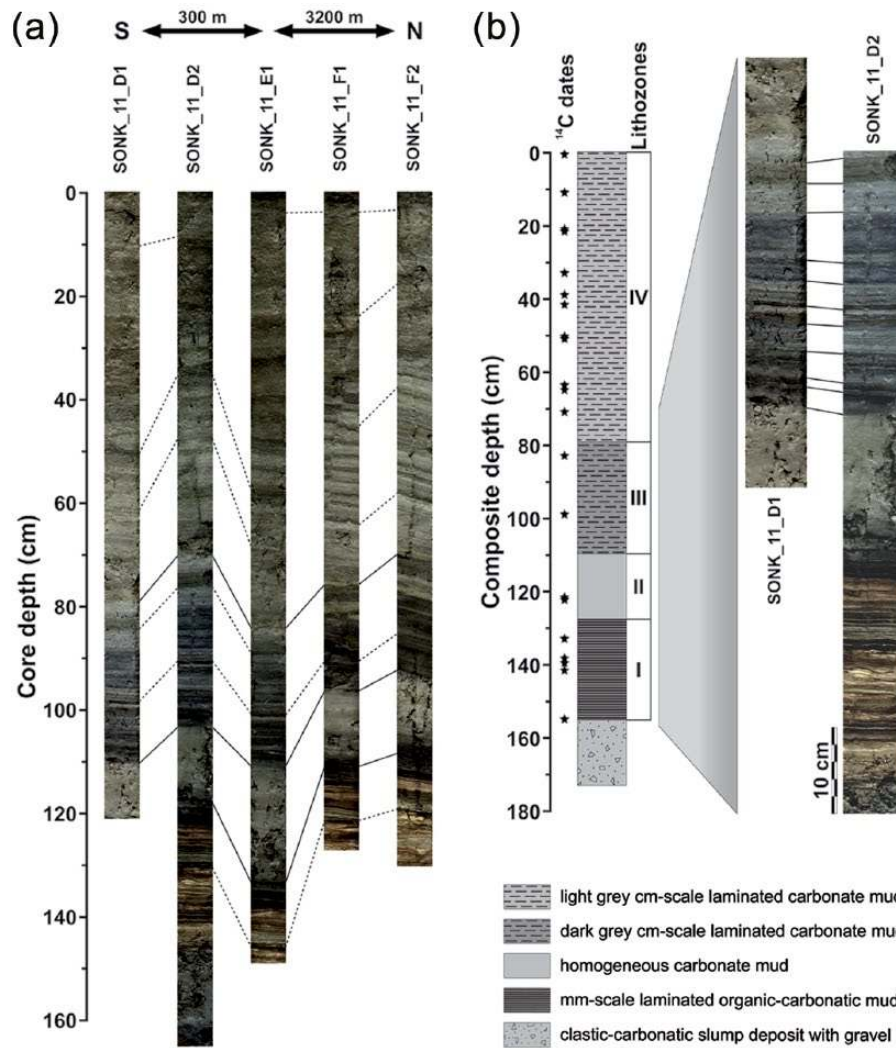 (a)
S 300 m 3200 m N
SONK_11_D1
SONK_11_D2
SONK_11_E1
SONK_11_F1
SONK_11_F2
Core depth (cm)
0
20
40
60
80
100
120
140
160
(b)
14C dates
Lithozones
SONK_11_D2
Composite depth (cm)
0
20
40
60
80
100
120
140
160
180
IV
III
II
I
SONK_11_D1
10 cm
light grey cm-scale laminated carbonate mud
dark grey cm-scale laminated carbonate mu
homogeneous carbonate mud
mm-scale laminated organic-carbonatic mud
clastic-carbonatic slump deposit with gravel